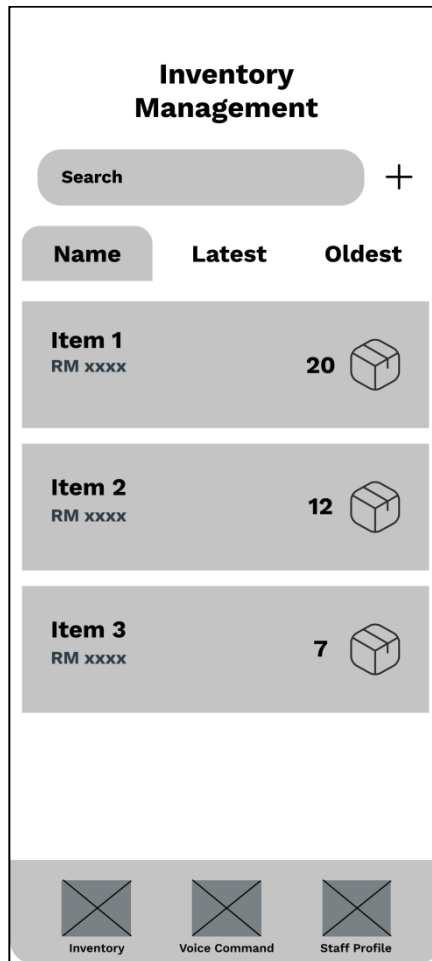 Inventory
Management
Search
Name Latest Oldest
Item 1
RM xxxx
20
Item 2
RM xxxx
12
Item 3
RM xxxx
7
Inventory Voice Command Staff Profile